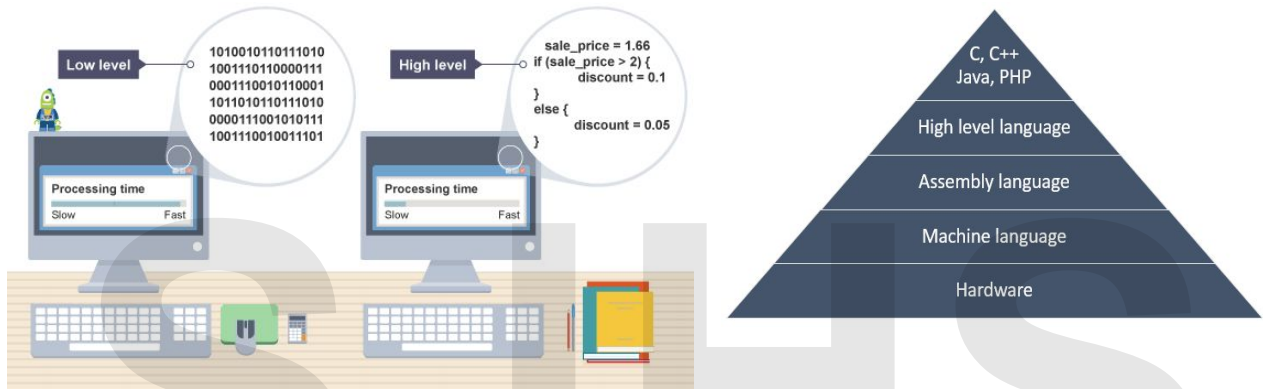 Low level
1010010110111010
1001110110000111
0001110010110001
1011010110111010
0000111001010111
1001110010011101
Processing time
Slow Fast
High level
sale_price = 1.66
if (sale_price > 2) {
discount = 0.1
}
else {
discount = 0.05
}
Processing time
Slow Fast
C, C++
Java, PHP
High level language
Assembly language
Machine language
Hardware
SHS